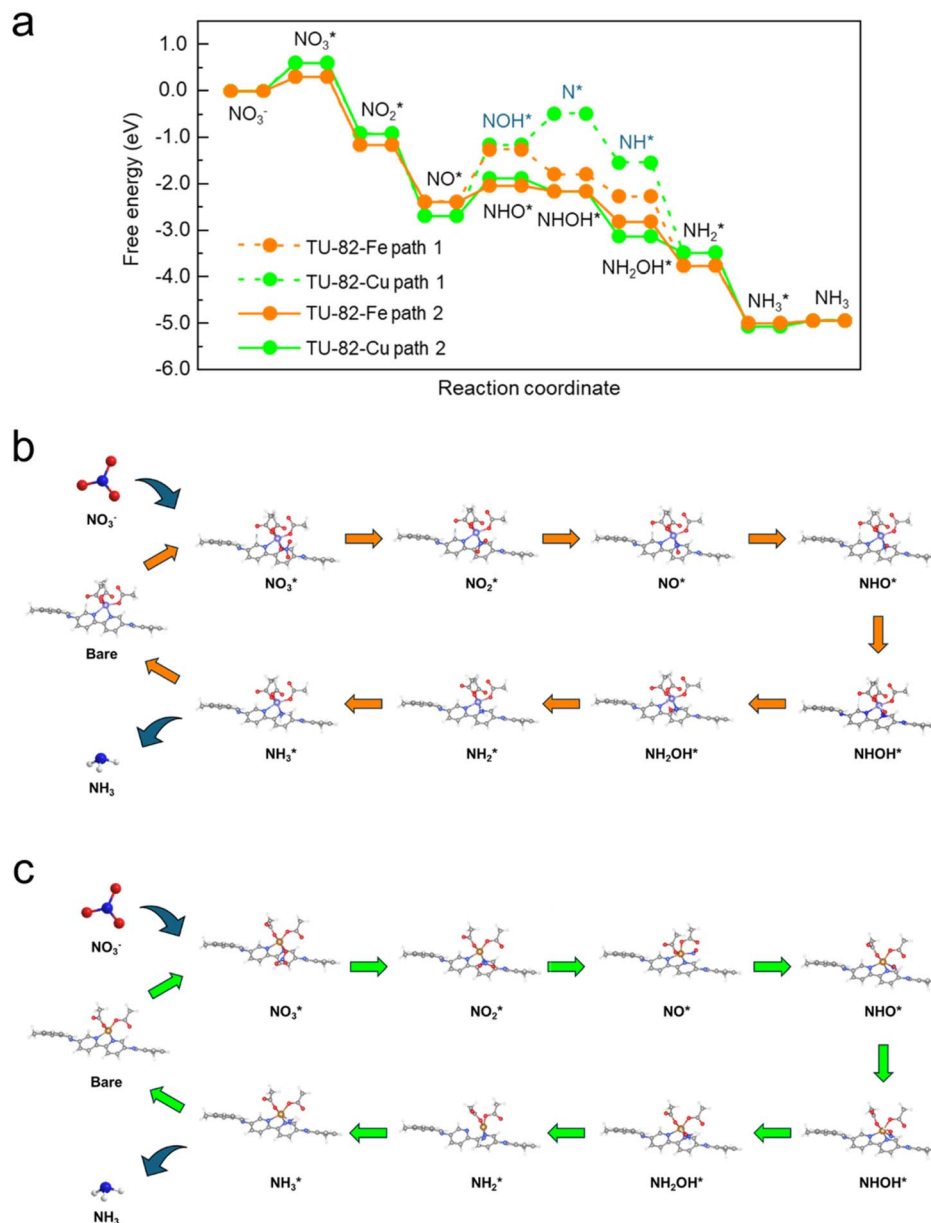 a
Free energy (eV)
1.0
0.0
-1.0
-2.0
-3.0
-4.0
-5.0
-6.0
NO₃⁻
NO₃*
NO₂*
NO*
NOH*
NHO*
N*
NHOH*
NH*
NH₂OH*
NH₂*
NH₃*
NH₃
TU-82-Fe path 1
TU-82-Cu path 1
TU-82-Fe path 2
TU-82-Cu path 2
Reaction coordinate
b
NO₃⁻
NO₃*
NO₂*
NO*
NHO*
Bare
NH₃*
NH₂*
NH₂OH*
NHOH*
NH₃
c
NO₃⁻
NO₃*
NO₂*
NO*
NHO*
Bare
NH₃*
NH₂*
NH₂OH*
NHOH*
NH₃